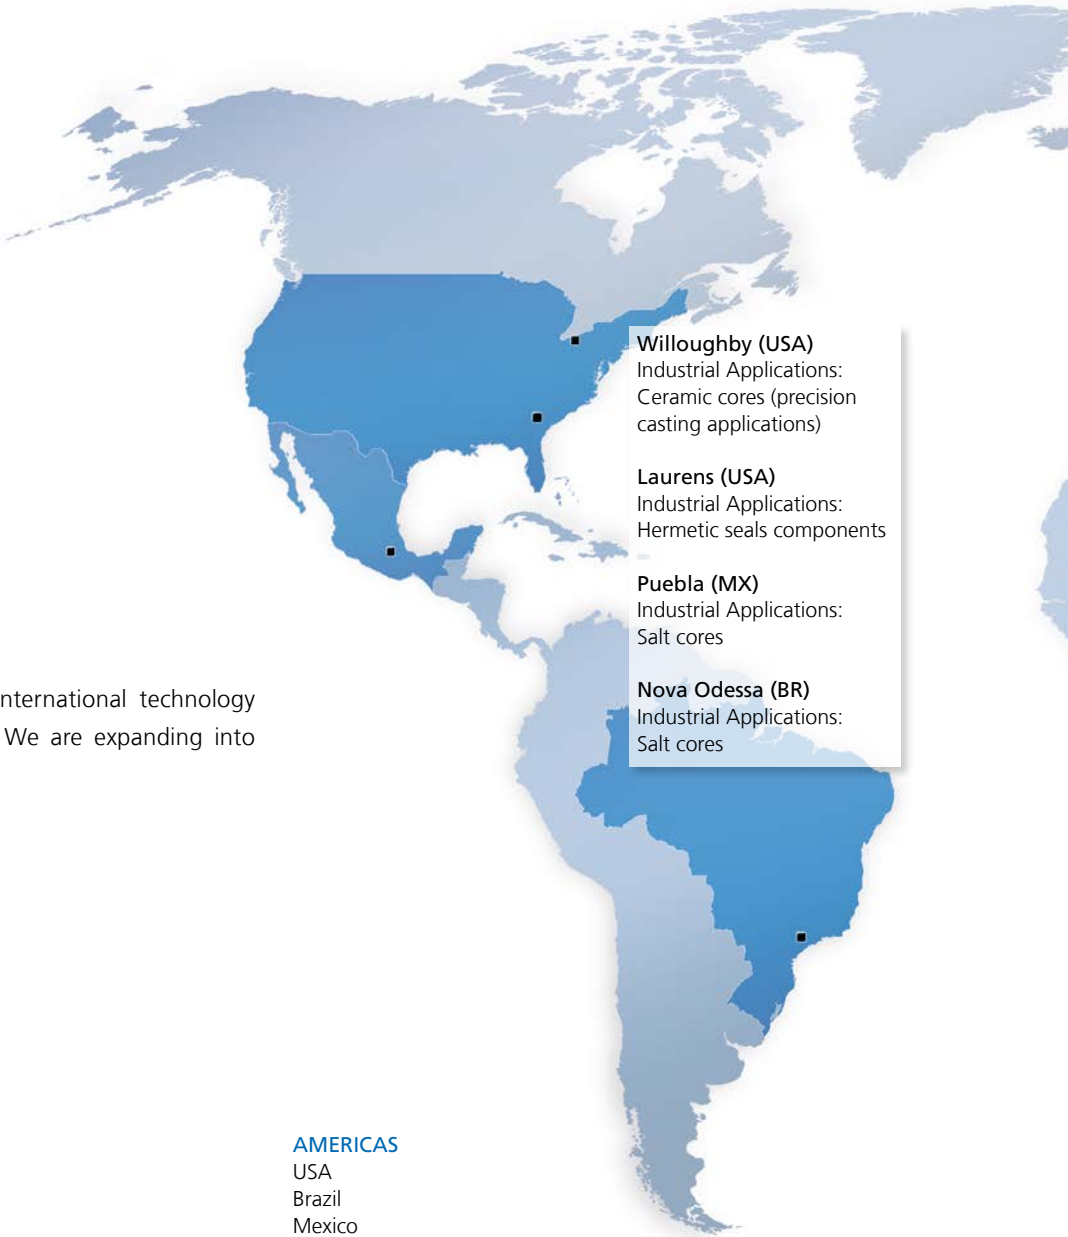 Willoughby (USA)
Industrial Applications:
Ceramic cores (precision
casting applications)
Laurens (USA)
Industrial Applications:
Hermetic seals components
Puebla (MX)
Industrial Applications:
Salt cores
Nova Odessa (BR)
Industrial Applications:
Salt cores
nternational technology
We are expanding into
AMERICAS
USA
Brazil
Mexico